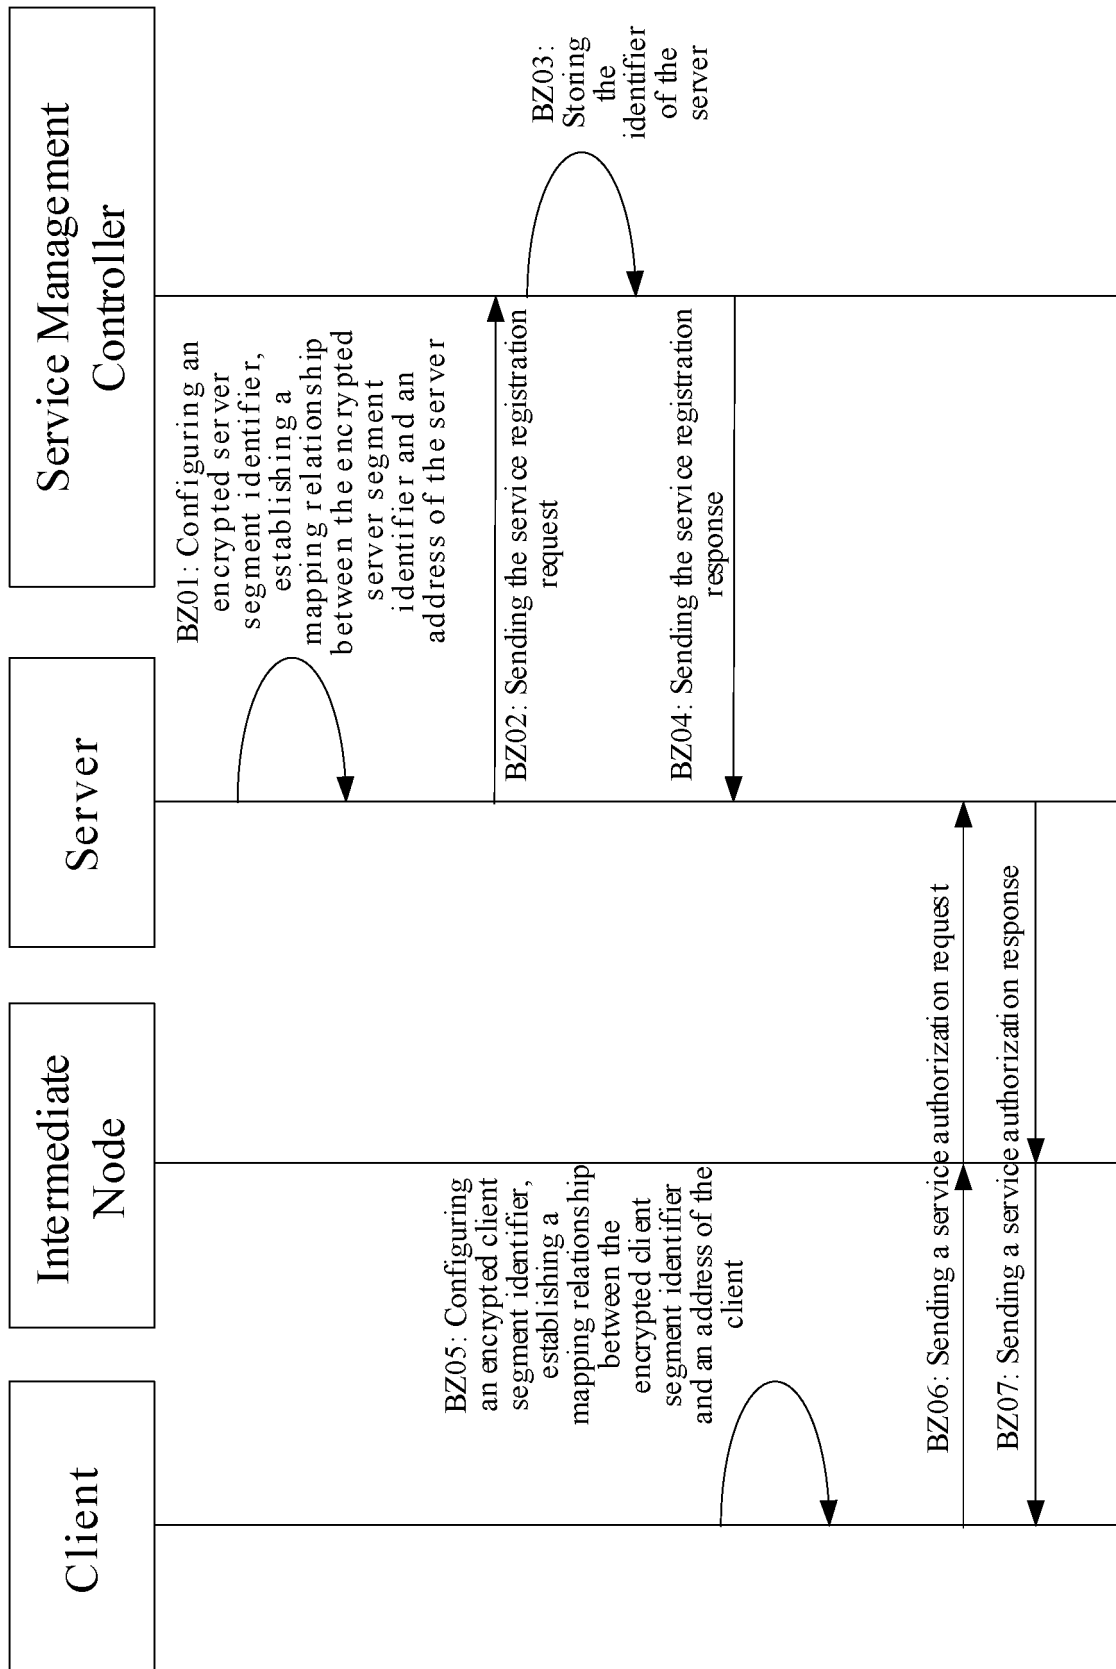 Client
Intermediate
Node
Server
Service Management
Controller
BZ01: Configuring an
encrypted server
segment identifier,
establishing a
mapping relationship
between the encrypted
server segment
identifier and an
address of the server
BZ02: Sending the service registration
request
BZ03:
Storing
the
identifier
of the
server
BZ04: Sending the service registration
response
BZ05: Configuring
an encrypted client
segment identifier,
establishing a
mapping relationship
between the
encrypted client
segment identifier
and an address of the
client
BZ06: Sending a service authorization request
BZ07: Sending a service authorization response